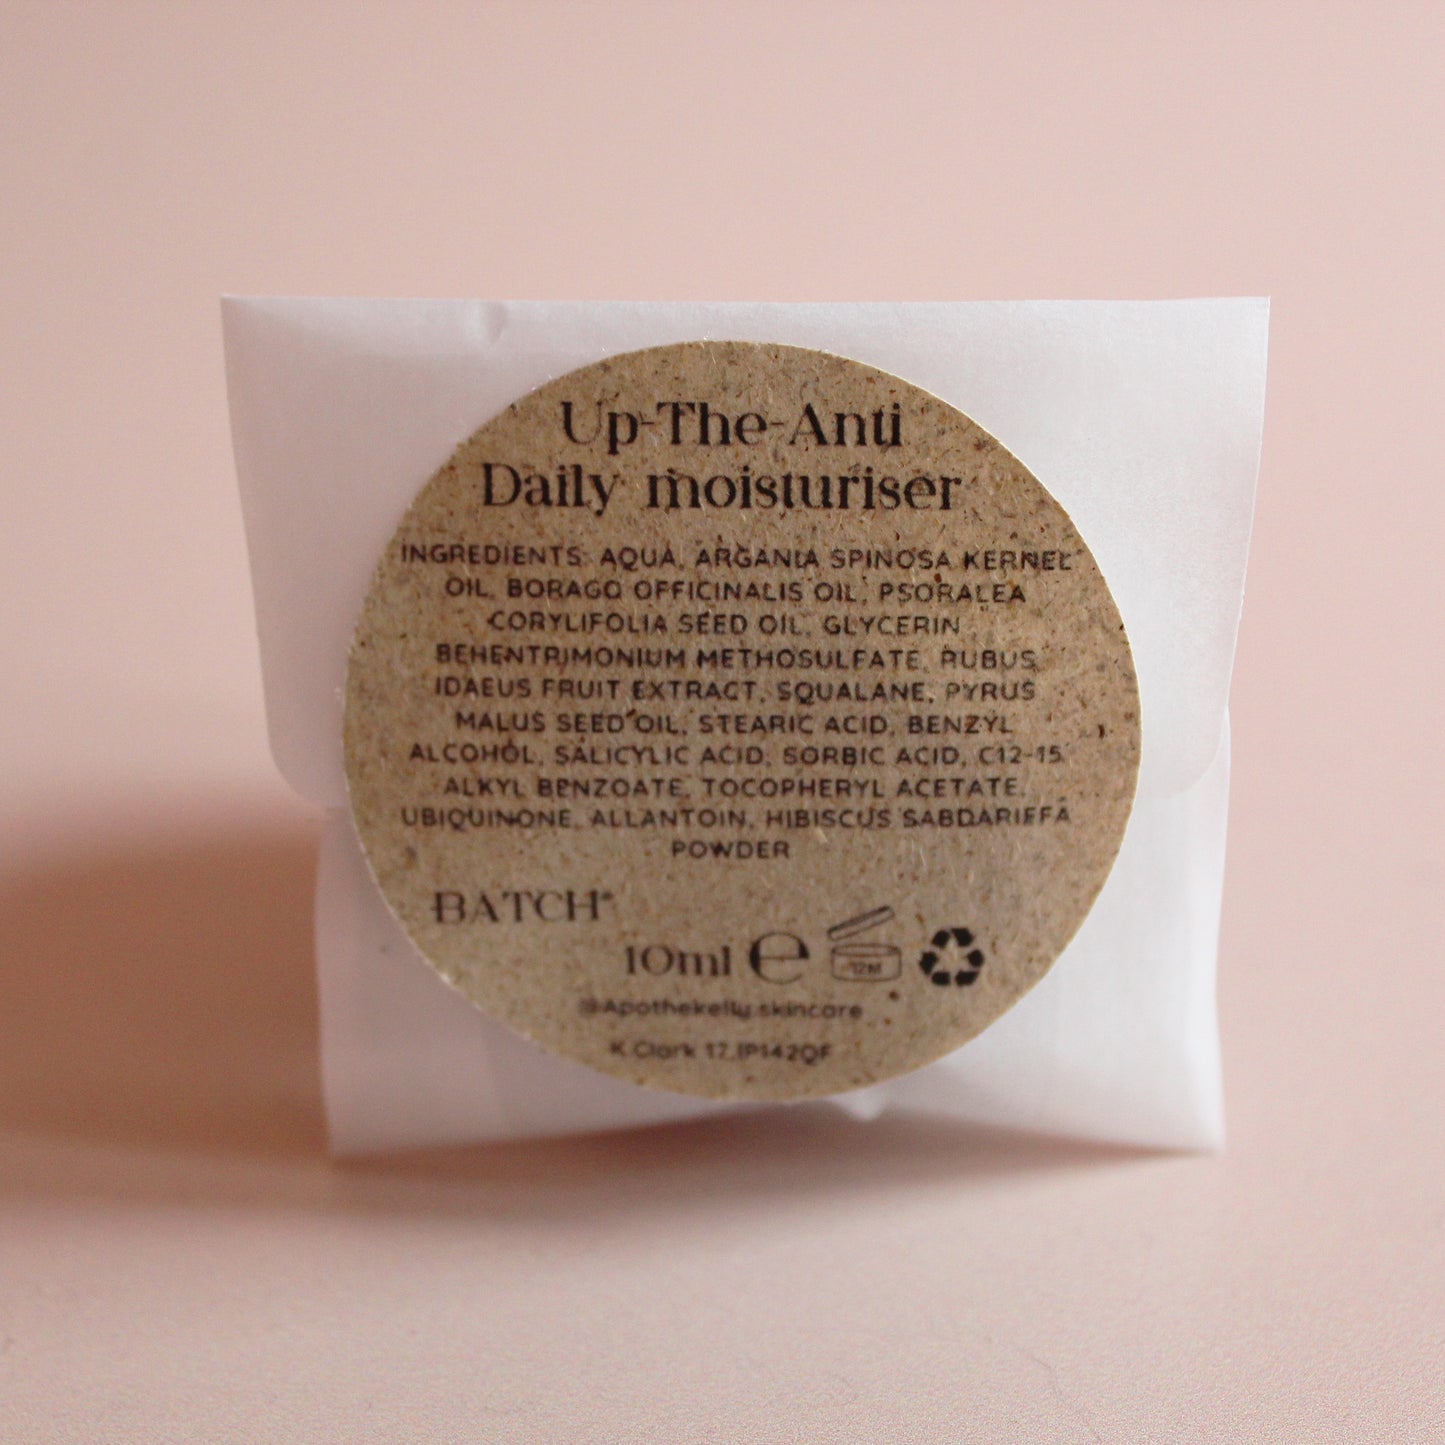 Up-The-Anti
Daily moisturiser
INGREDIENTS: AQUA, ARGANIA SPINOSA KERNEL
OIL, BORAGO OFFICINALIS OIL, PSORALEA
CORYLIFOLIA SEED OIL, GLYCERIN
BEHENTRIMONIUM METHOSULFATE, RUBUS
IDAEUS FRUIT EXTRACT, SQUALANE, PYRUS
MALUS SEED OIL, STEARIC ACID, BENZYL
ALCOHOL, SALICYLIC ACID, SORBIC ACID, C12-15
ALKYL BENZOATE, TOCOPHERYL ACETATE,
UBIQUINONE, ALLANTOIN, HIBISCUS SABDARIFFA
POWDER
BATCH*
10ml e 12M
@Apothekelly.skincare
K.Clark 17, IP142QF